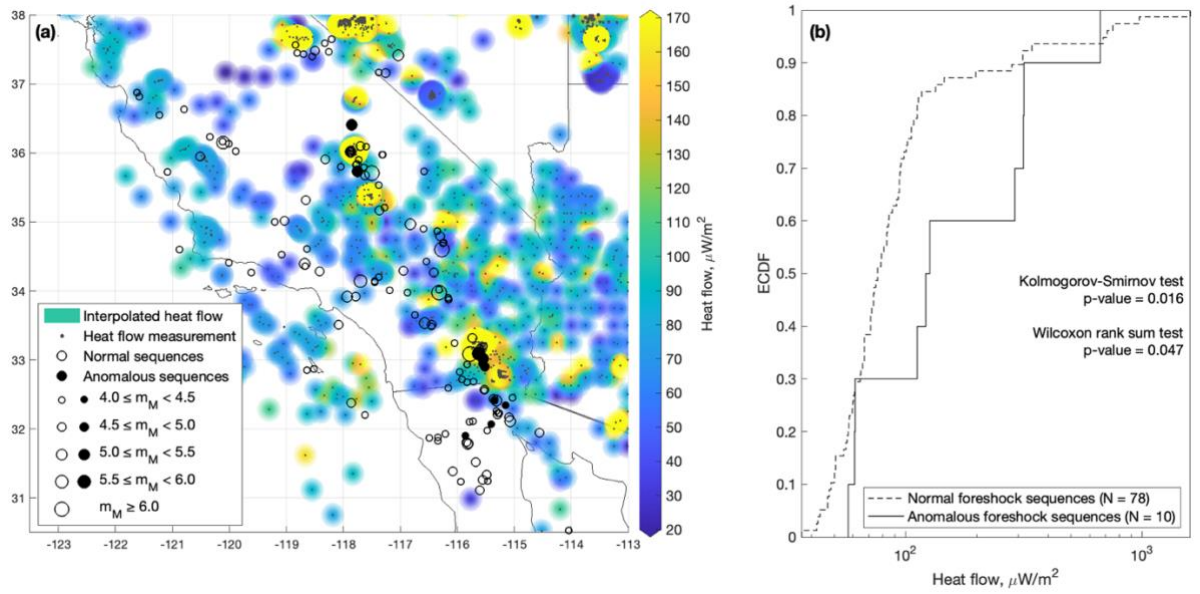 (a)
38
37
36
35
34
33
32
31
-123
-122
-121
-120
-119
-118
-117
-116
-115
-114
-113
Interpolated heat flow
Heat flow measurement
Normal sequences
Anomalous sequences
4.0 ≤ m_M < 4.5
4.5 ≤ m_M < 5.0
5.0 ≤ m_M < 5.5
5.5 ≤ m_M < 6.0
m_M ≥ 6.0
170
160
150
140
130
120
110
100
90
80
70
60
50
40
30
20
Heat flow, μW/m²
(b)
1
0.9
0.8
0.7
0.6
0.5
0.4
0.3
0.2
0.1
0
ECDF
Kolmogorov-Smirnov test
p-value = 0.016
Wilcoxon rank sum test
p-value = 0.047
Normal foreshock sequences (N = 78)
Anomalous foreshock sequences (N = 10)
10²
10³
Heat flow, μW/m²